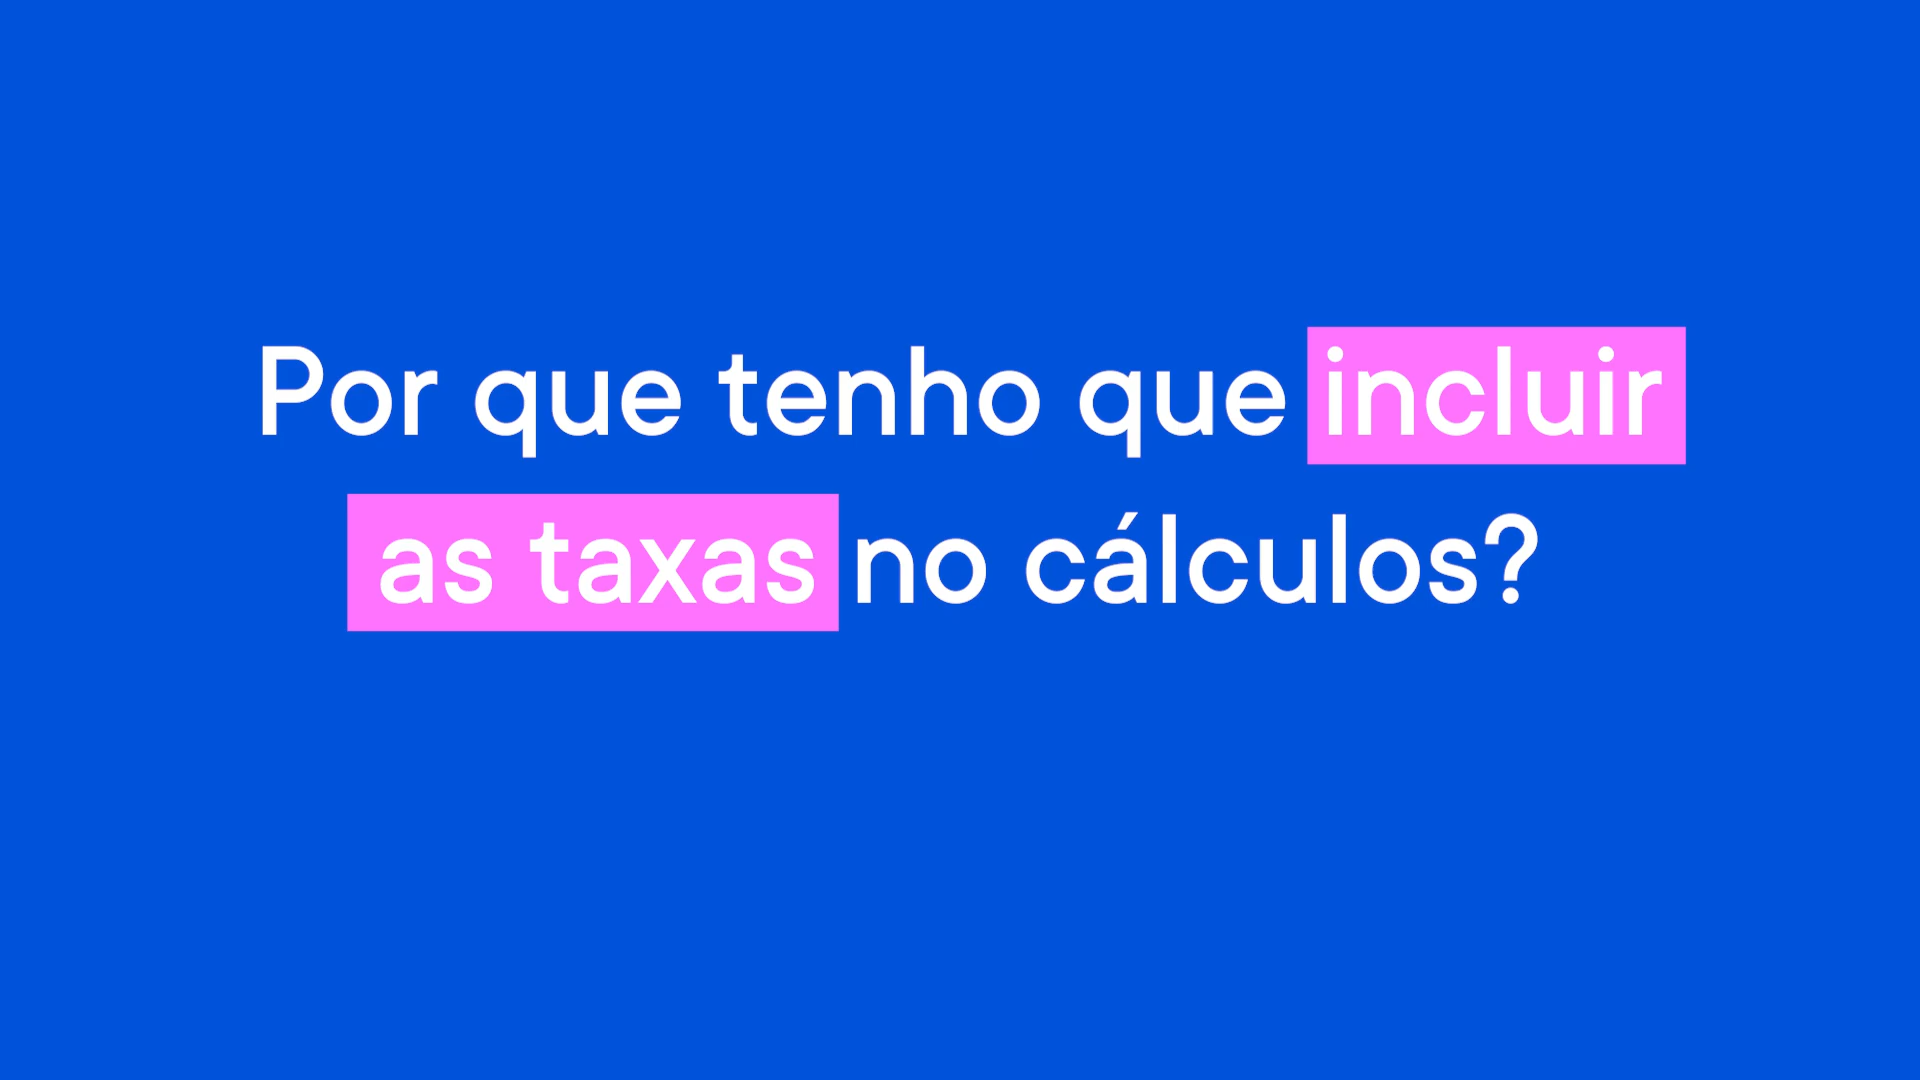 Por que tenho que incluir
as taxas no cálculos?